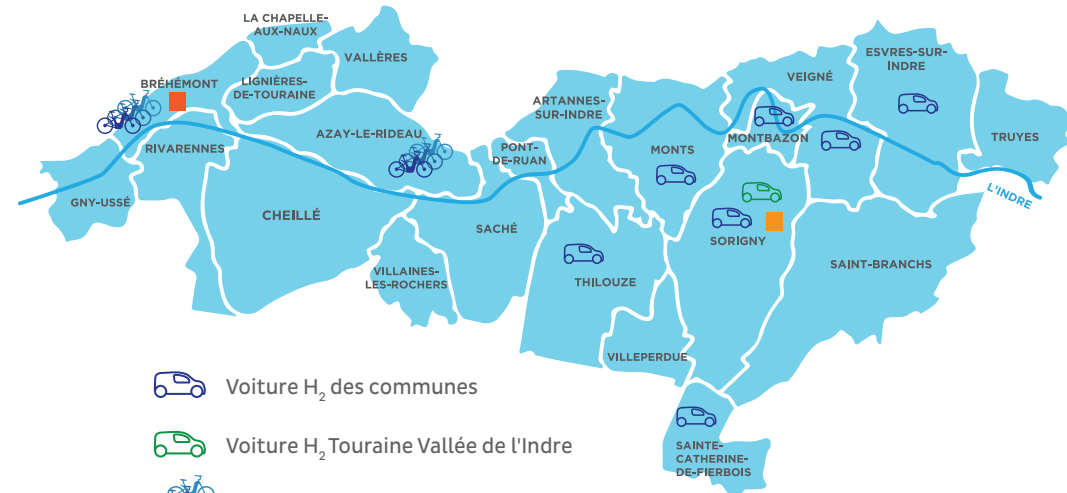 LA CHAPELLE-
AUX-NAUX
VALLÈRES
BRÉHÉMONT
LIGNIÈRES-
DE-TOURAINE
AZAY-LE-RIDEAU
RIVARENNES
GNY-USSÉ
CHEILLÉ
VILLAINES-
LES-ROCHERS
SACHÉ
PONT-
DE-RUAN
ARTANNES-
SUR-INDRE
MONTS
THILOUZE
VILLEPERDUE
SORIGNY
SAINTE-
CATHERINE-
DE-FIERBOIS
VEIGNÉ
MONTBAZON
ESVRES-SUR-
INDRE
TRUYES
L'INDRE
SAINT-BRANCHS
Voiture H₂ des communes
Voiture H₂ Touraine Vallée de l'Indre